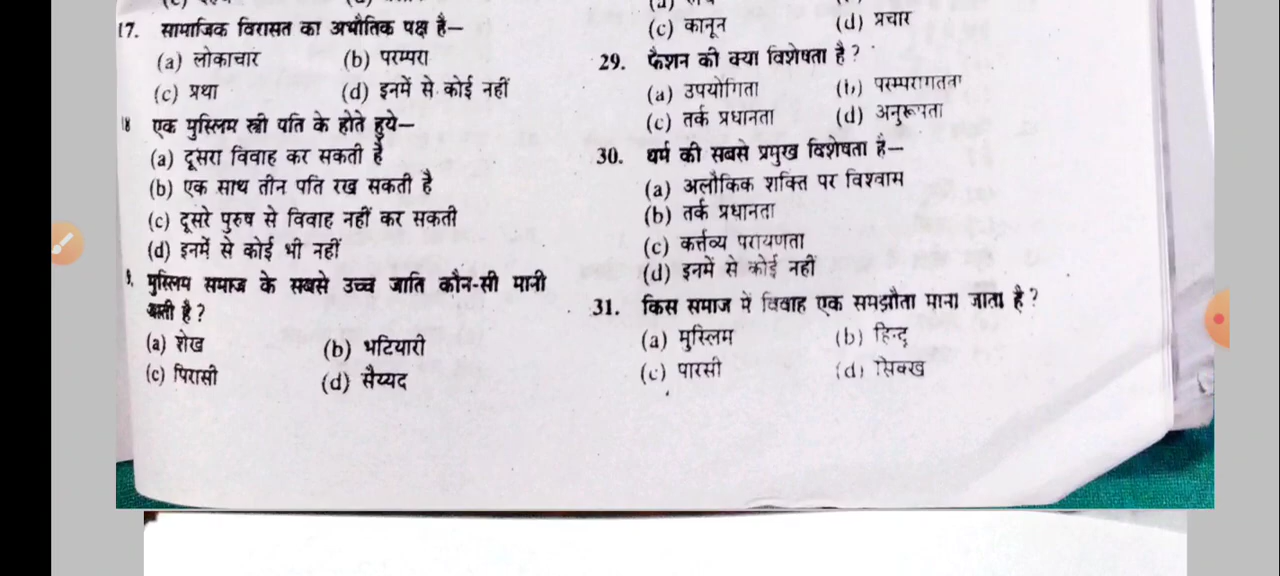 17. सामाजिक विरासत का अभौतिक पक्ष है—
(a) लोकाचार (b) परम्परा
(c) प्रथा (d) इनमें से कोई नहीं
18 एक मुस्लिम स्त्री पति के होते हुये—
(a) दूसरा विवाह कर सकती है
(b) एक साथ तीन पति रख सकती है
(c) दूसरे पुरुष से विवाह नहीं कर सकती
(d) इनमें से कोई भी नहीं
9. मुस्लिम समाज के सबसे उच्च जाति कौन-सी मानी
जाती है?
(a) शेख (b) भटियारी
(c) पिरासी (d) सैय्यद
(c) कानून (d) प्रचार
29. फैशन की क्या विशेषता है?
(a) उपयोगिता (b) परम्परागतता
(c) तर्क प्रधानता (d) अनुरूपता
30. धर्म की सबसे प्रमुख विशेषता है—
(a) अलौकिक शक्ति पर विश्वास
(b) तर्क प्रधानता
(c) कर्त्तव्य परायणता
(d) इनमें से कोई नहीं
31. किस समाज में विवाह एक समझौता माना जाता है?
(a) मुस्लिम (b) हिन्दू
(c) पारसी (d) सिक्ख